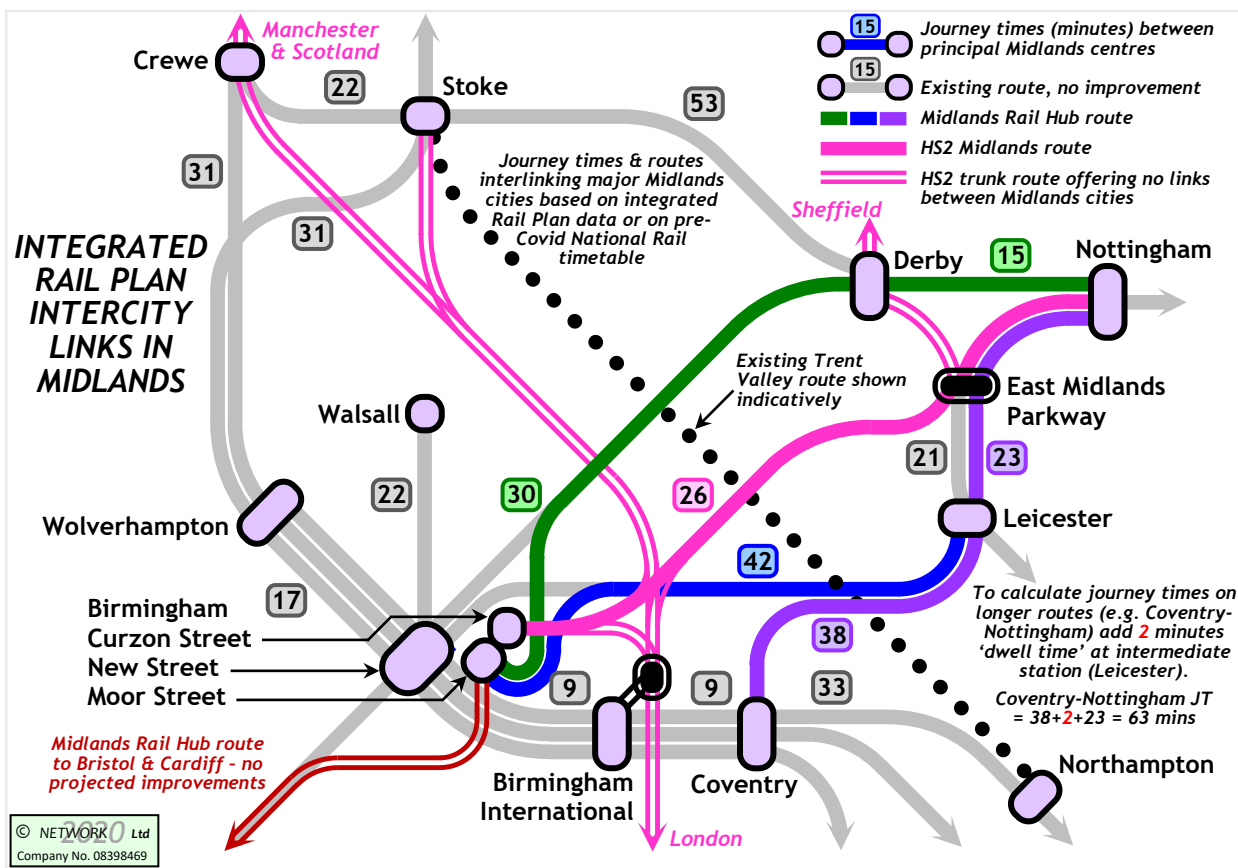 Manchester
& Scotland
Crewe
22
Stoke
53
31
31
15
Journey times (minutes) between
principal Midlands centres
15
Existing route, no improvement
Midlands Rail Hub route
HS2 Midlands route
HS2 trunk route offering no links
between Midlands cities
Journey times & routes
interlinking major Midlands
cities based on integrated
Rail Plan data or on pre-
Covid National Rail
timetable
INTEGRATED
RAIL PLAN
INTERCITY
LINKS IN
MIDLANDS
Sheffield
Derby
15
Nottingham
Existing Trent
Valley route shown
indicatively
East Midlands
Parkway
Walsall
22
30
26
21
23
Wolverhampton
Leicester
17
42
38
Birmingham
Curzon Street
New Street
Moor Street
9
9
33
To calculate journey times on
longer routes (e.g. Coventry-
Nottingham) add 2 minutes
‘dwell time’ at intermediate
station (Leicester).
Coventry-Nottingham JT
= 38+2+23 = 63 mins
Midlands Rail Hub route
to Bristol & Cardiff - no
projected improvements
Birmingham
International
Coventry
Northampton
London
© NETWORK 2020 Ltd
Company No. 08398469